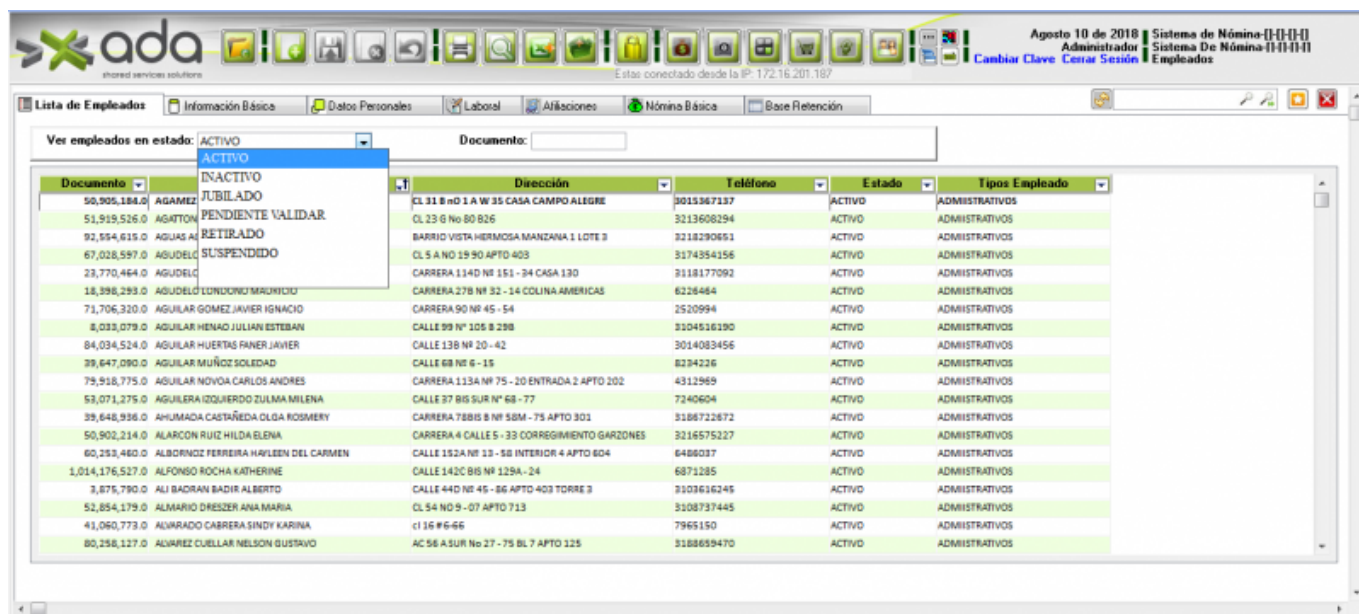 ada
shared services solutions
Estas conectado desde la IP: 172.16.201.187
Agosto 10 de 2018 Sistema de Nómina-[]-[]-[]-[]
Administrador Sistema De Nómina-[]-[]-[]-[]
Cambiar Clave Cerrar Sesión Empleados
Lista de Empleados Información Básica Datos Personales Laboral Afiliaciones Nómina Básica Base Retención
Ver empleados en estado: ACTIVO Documento:
ACTIVO
INACTIVO
JUBILADO
PENDIENTE VALIDAR
RETIRADO
SUSPENDIDO
Documento Dirección Teléfono Estado Tipos Empleado
50,905,184.0 AGAMEZ CL 31 B nO 1 A W 35 CASA CAMPO ALEGRE 3015367137 ACTIVO ADMIISTRATIVOS
51,919,526.0 AGATTON CL 23 G No 80 B26 3213608294 ACTIVO ADMIISTRATIVOS
92,554,615.0 AGUAS BARRIO VISTA HERMOSA MANZANA 1 LOTE 3 3218290651 ACTIVO ADMIISTRATIVOS
67,028,597.0 AGUDELO CL 5 A NO 19 90 APTO 403 3174354156 ACTIVO ADMIISTRATIVOS
23,770,464.0 AGUDELO CARRERA 114D Nº 151 - 34 CASA 130 3118177092 ACTIVO ADMIISTRATIVOS
18,398,293.0 AGUDELO LONDOÑO MAURICIO CARRERA 27B Nº 32 - 14 COLINA AMERICAS 6226464 ACTIVO ADMIISTRATIVOS
71,706,320.0 AGUILAR GOMEZ JAVIER IGNACIO CARRERA 90 Nº 45 - 54 2520994 ACTIVO ADMIISTRATIVOS
8,033,079.0 AGUILAR HENAO JULIAN ESTEBAN CALLE 99 N° 105 B 29B 3104516190 ACTIVO ADMIISTRATIVOS
84,034,524.0 AGUILAR HUERTAS FANER JAVIER CALLE 13B Nº 20 - 42 3014083456 ACTIVO ADMIISTRATIVOS
39,647,090.0 AGUILAR MUÑOZ SOLEDAD CALLE 6B Nº 6 - 15 8234226 ACTIVO ADMIISTRATIVOS
79,918,775.0 AGUILAR NOVOA CARLOS ANDRES CARRERA 113A Nº 75 - 20 ENTRADA 2 APTO 202 4312969 ACTIVO ADMIISTRATIVOS
53,071,275.0 AGUILERA IZQUIERDO ZULMA MILENA CALLE 37 BIS SUR N° 68 - 77 7240604 ACTIVO ADMIISTRATIVOS
39,648,936.0 AHUMADA CASTAÑEDA OLGA ROSMERY CARRERA 78BIS B Nº 58M - 75 APTO 301 3186722672 ACTIVO ADMIISTRATIVOS
50,902,214.0 ALARCON RUIZ HILDA ELENA CARRERA 4 CALLE 5 - 33 CORREGIMIENTO GARZONES 3216575227 ACTIVO ADMIISTRATIVOS
60,253,460.0 ALBORNOZ FERREIRA HAYLEEN DEL CARMEN CALLE 152A Nº 13 - 58 INTERIOR 4 APTO 604 6486037 ACTIVO ADMIISTRATIVOS
1,014,176,527.0 ALFONSO ROCHA KATHERINE CALLE 142C BIS Nº 129A - 24 6871285 ACTIVO ADMIISTRATIVOS
3,875,790.0 ALI BADRAN BADIR ALBERTO CALLE 44D Nº 45 - 86 APTO 403 TORRE 3 3103616245 ACTIVO ADMIISTRATIVOS
52,854,179.0 ALMARIO DRESZER ANA MARIA CL 54 NO 9 - 07 APTO 713 3108737445 ACTIVO ADMIISTRATIVOS
41,060,773.0 ALVARADO CABRERA SINDY KARINA cl 16 # 6-66 7965150 ACTIVO ADMIISTRATIVOS
80,258,127.0 ALVAREZ CUELLAR NELSON GUSTAVO AC 56 A SUR No 27 - 75 BL 7 APTO 125 3188659470 ACTIVO ADMIISTRATIVOS